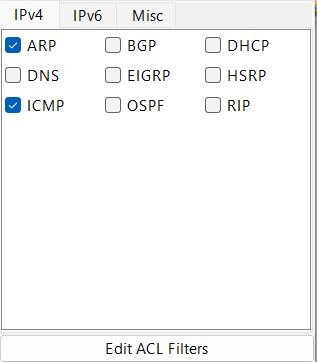 IPv4 IPv6 Misc
ARP BGP DHCP
DNS EIGRP HSRP
ICMP OSPF RIP
Edit ACL Filters